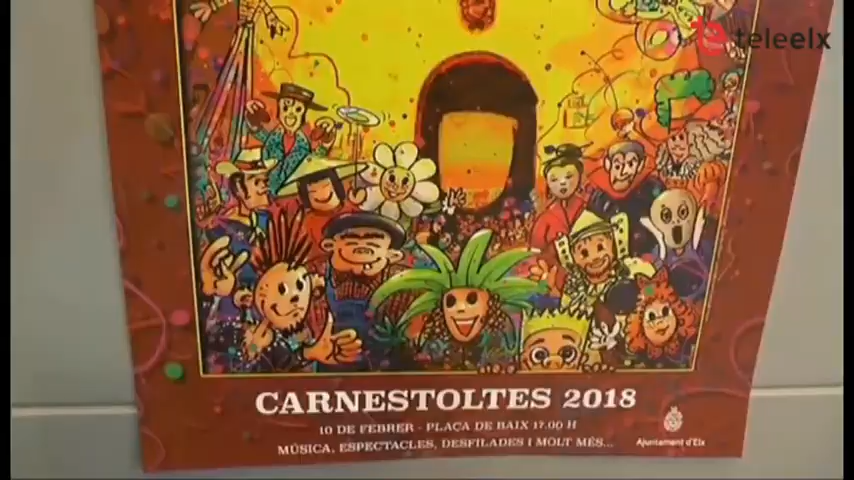 teleelx
CARNESTOLTES 2018
10 DE FEBRER - PLAÇA DE BAIX 17.00 H
MÚSICA, ESPECTACLES, DESFILADES I MOLT MÉS...
Ajuntament d'Elx